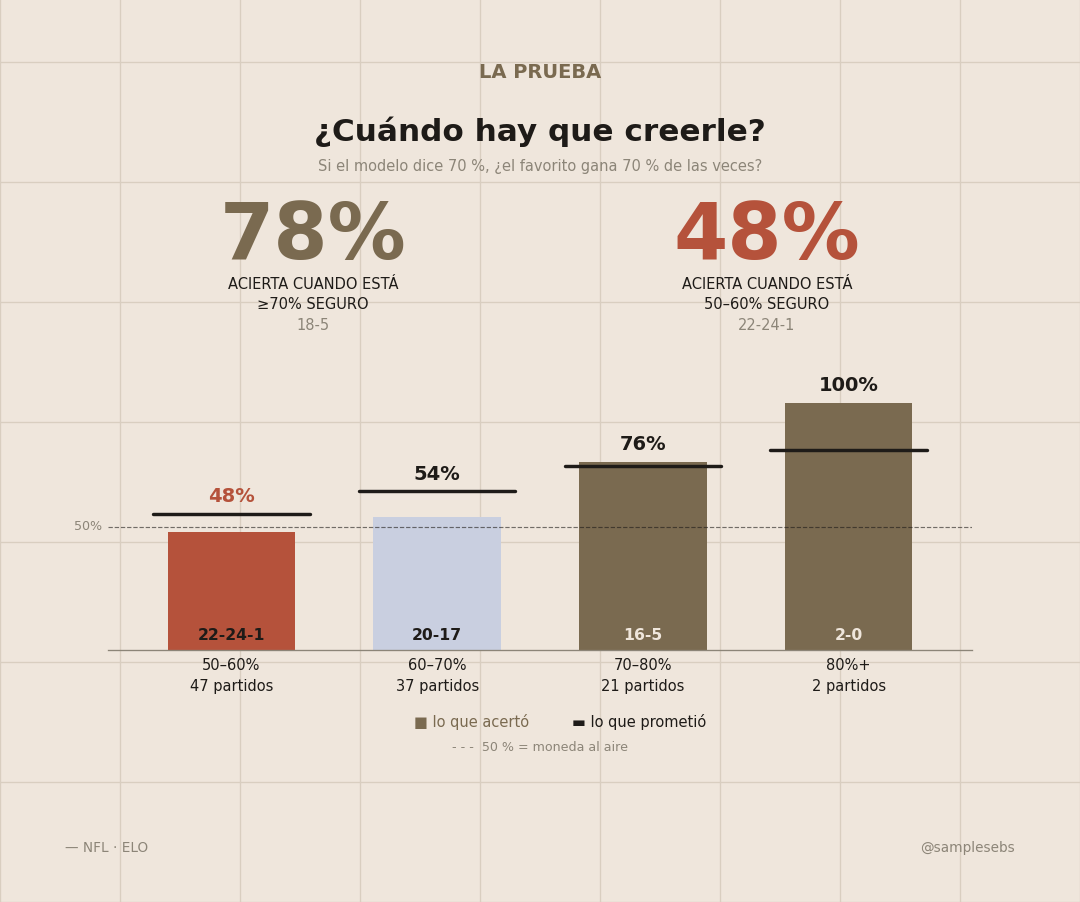 LA PRUEBA
¿Cuándo hay que creerle?
Si el modelo dice 70 %, ¿el favorito gana 70 % de las veces?
78%
ACIERTA CUANDO ESTÁ
≥70% SEGURO
18-5
48%
ACIERTA CUANDO ESTÁ
50–60% SEGURO
22-24-1
48%
54%
76%
100%
50%
22-24-1
20-17
16-5
2-0
50–60%
47 partidos
60–70%
37 partidos
70–80%
21 partidos
80%+
2 partidos
lo que acertó
lo que prometió
- - - 50 % = moneda al aire
— NFL · ELO
@samplesebs